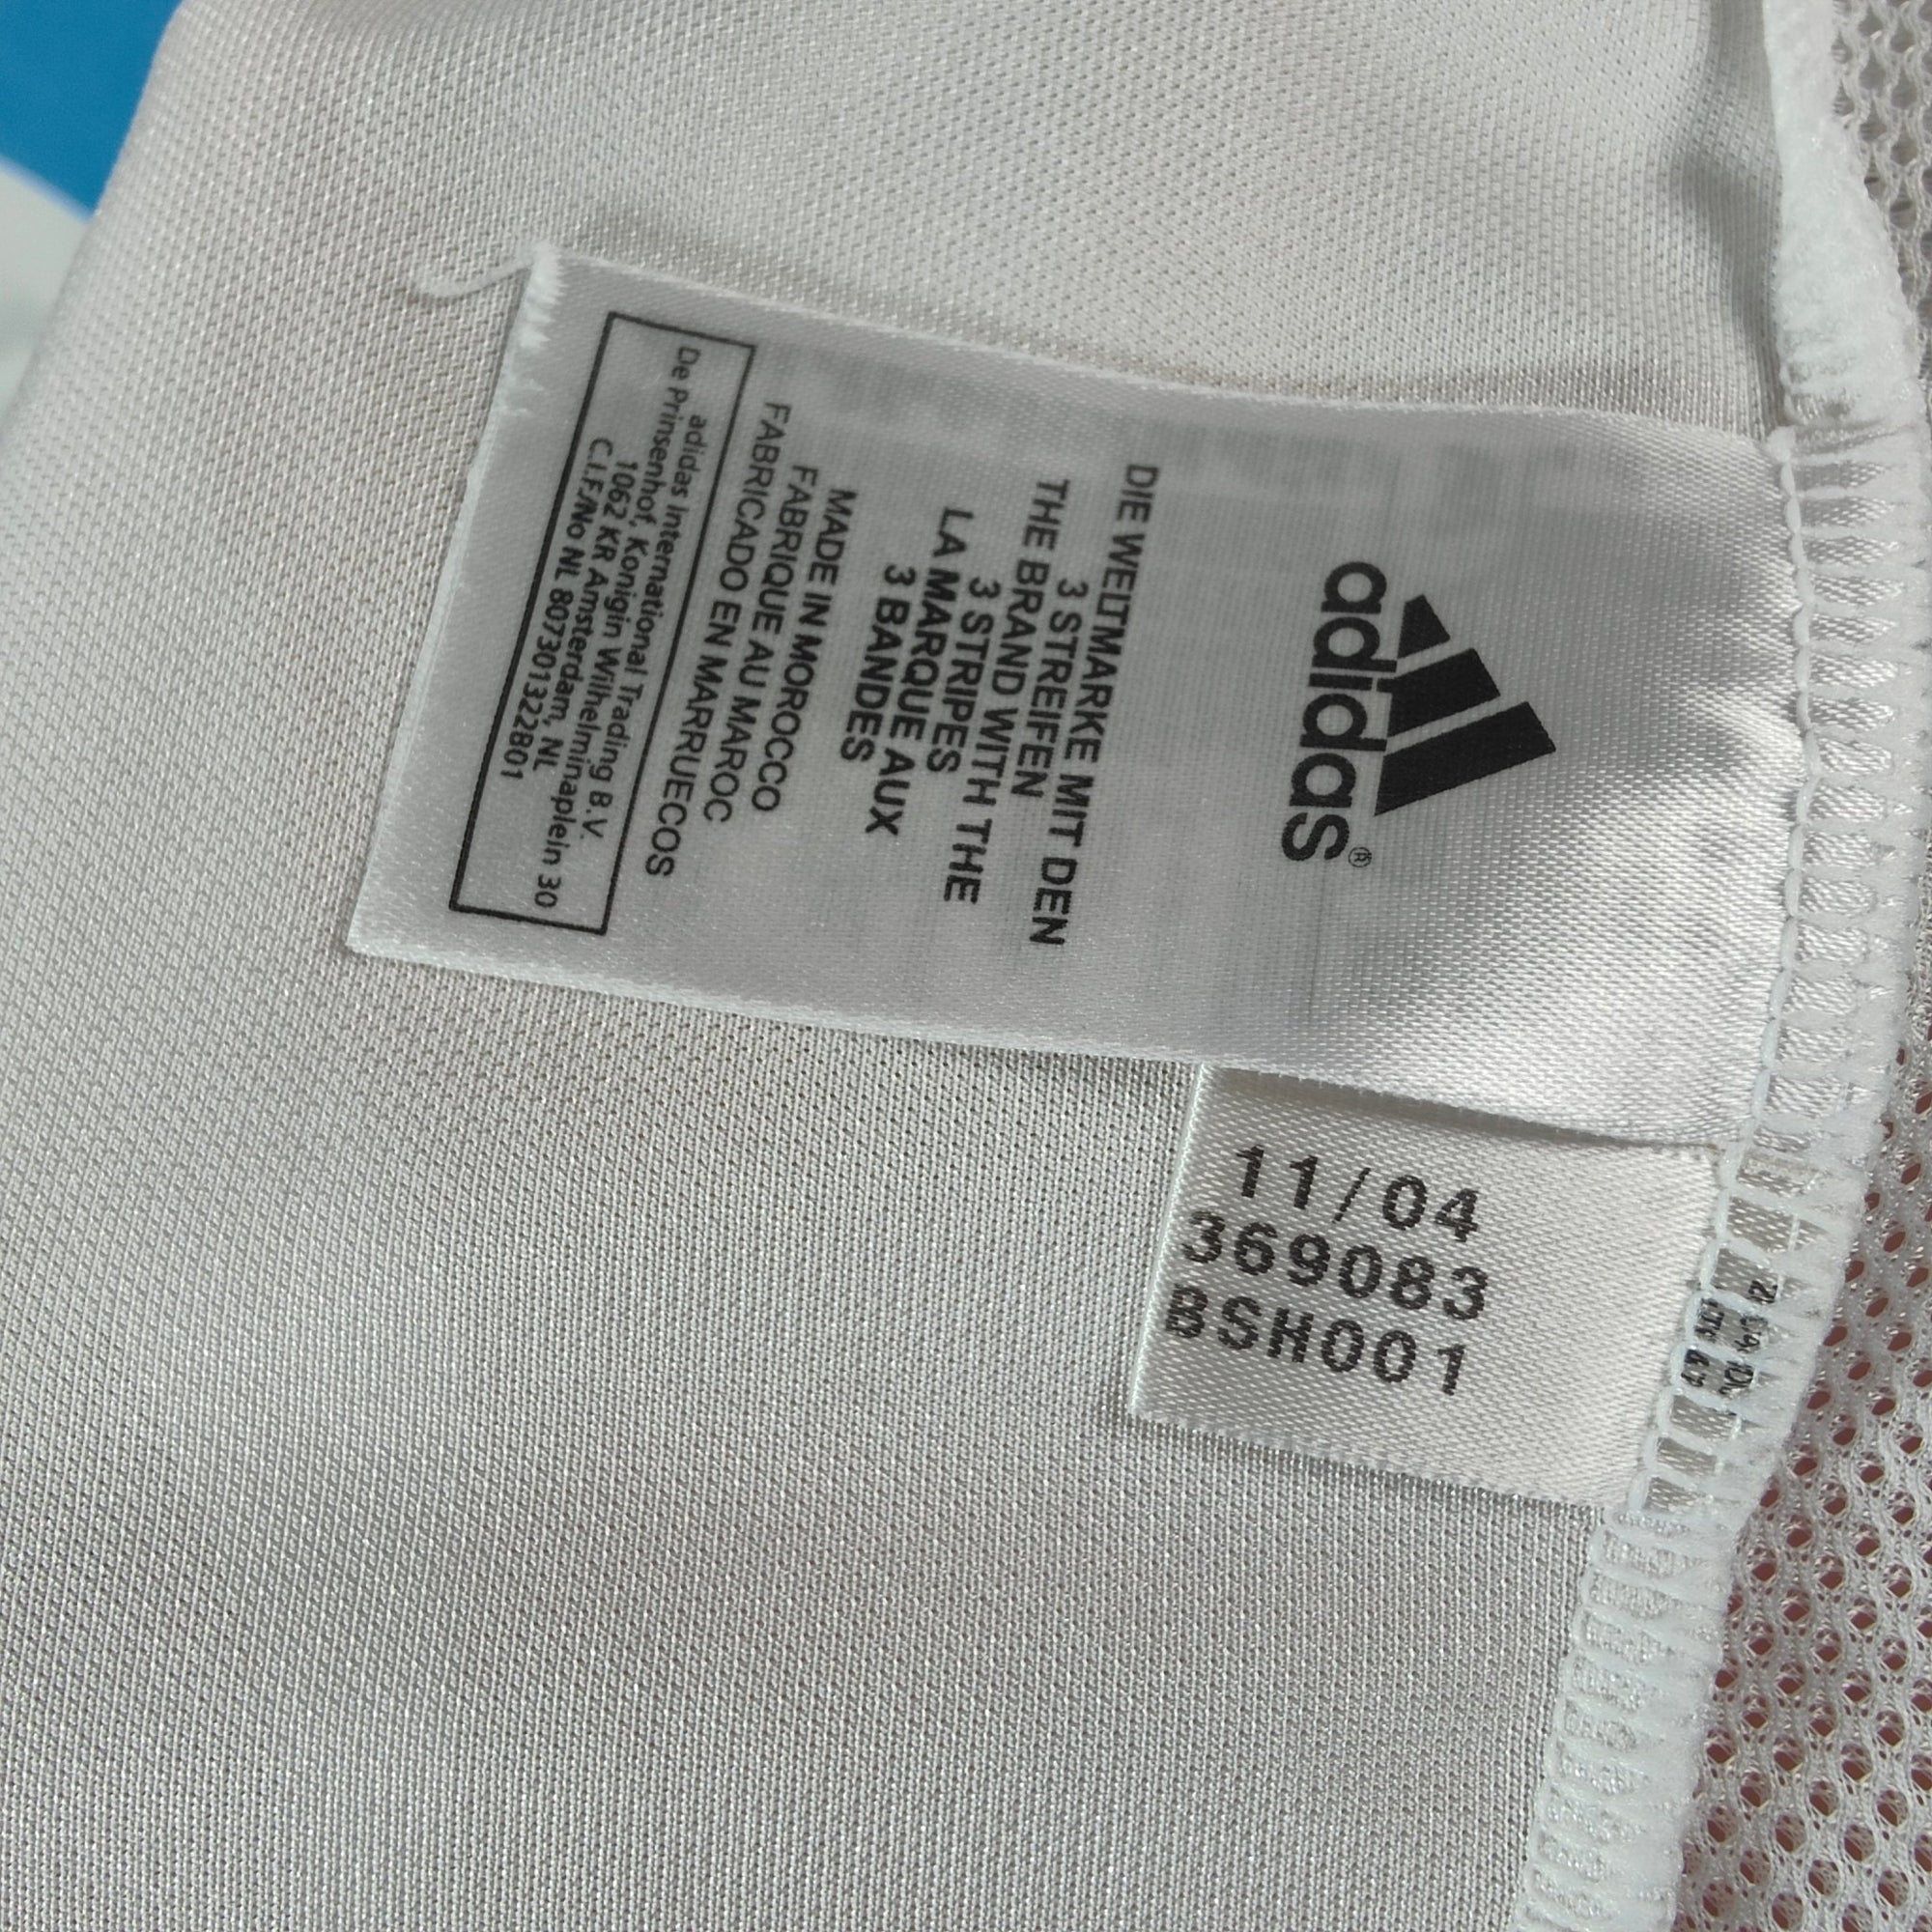 adidas®
DIE WELTMARKE MIT DEN
3 STREIFEN
THE BRAND WITH THE
3 STRIPES
LA MARQUE AUX
3 BANDES
MADE IN MOROCCO
FABRIQUE AU MAROC
FABRICADO EN MARRUECOS
adidas International Trading B.V.
De Prinsenhof, Konigin Wilhelminaplein 30
1062 KR Amsterdam, NL
C.I.F./No NL 807301322B01
11/04
369083
BSH001